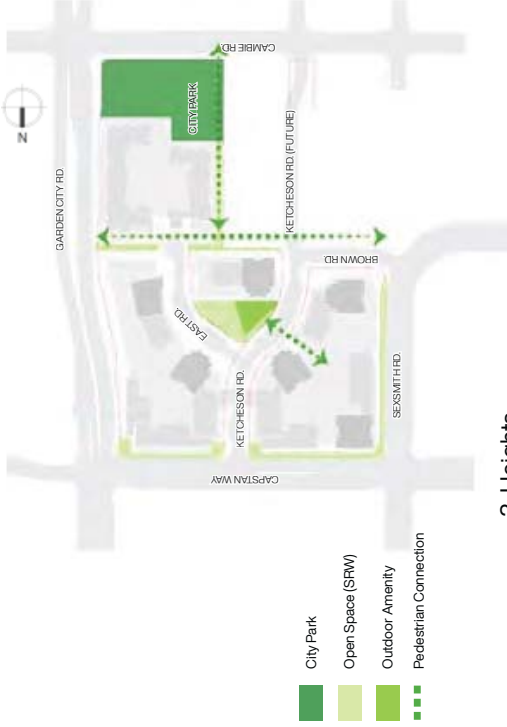 CAMBIE RD.
N
CITY PARK
GARDEN CITY RD.
KETCHESON RD. (FUTURE)
BROWN RD.
EAST RD.
KETCHESON RD.
SEXSMITH RD.
CAPSTAN WAY
City Park
Open Space (SRW)
Outdoor Amenity
Pedestrian Connection